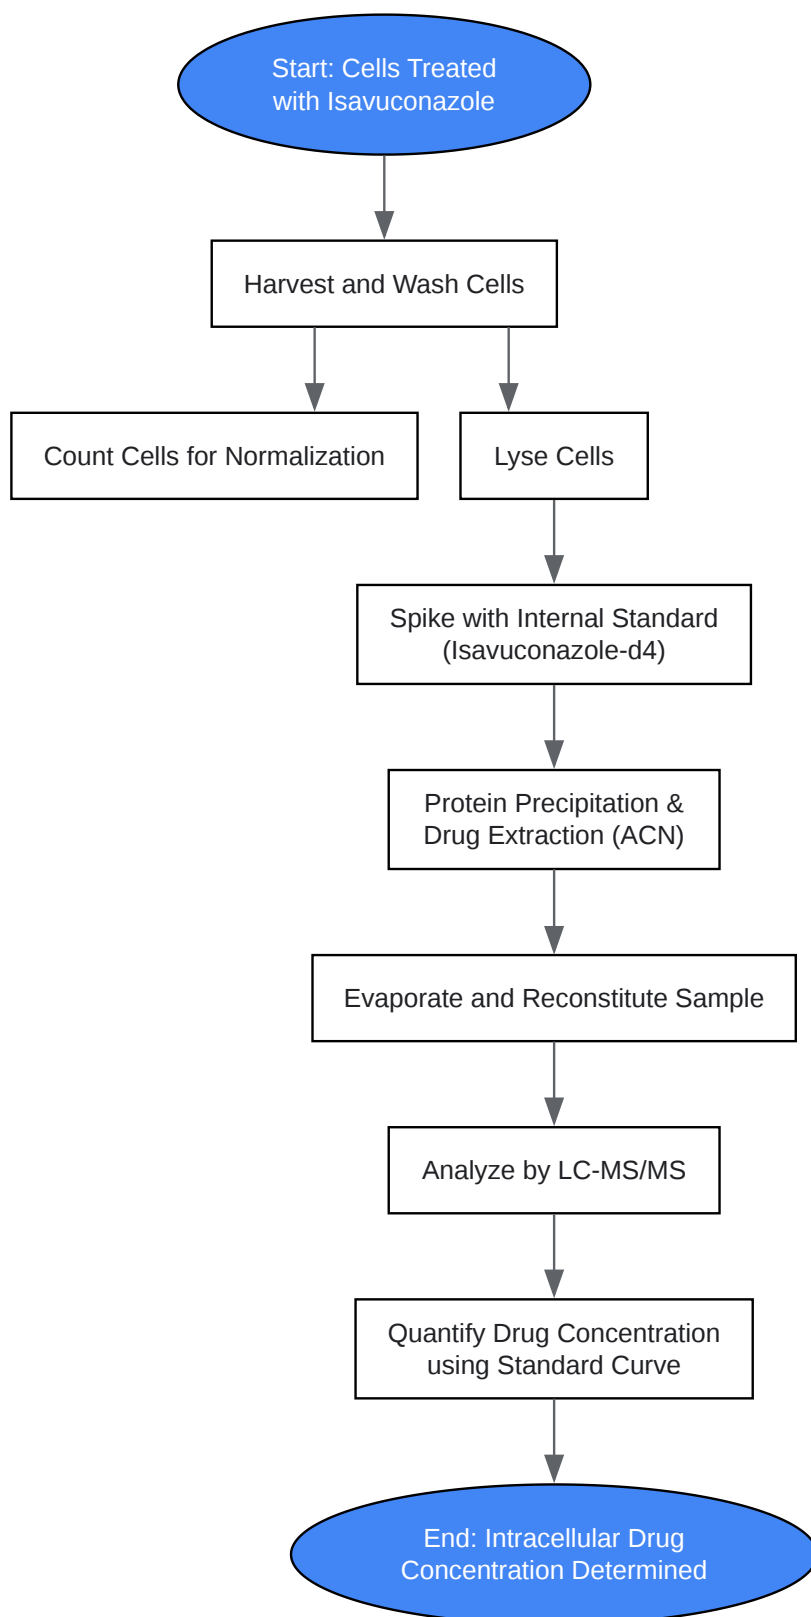 Start: Cells Treated
with Isavuconazole
Harvest and Wash Cells
Count Cells for Normalization
Lyse Cells
Spike with Internal Standard
(Isavuconazole-d4)
Protein Precipitation &
Drug Extraction (ACN)
Evaporate and Reconstitute Sample
Analyze by LC-MS/MS
Quantify Drug Concentration
using Standard Curve
End: Intracellular Drug
Concentration Determined